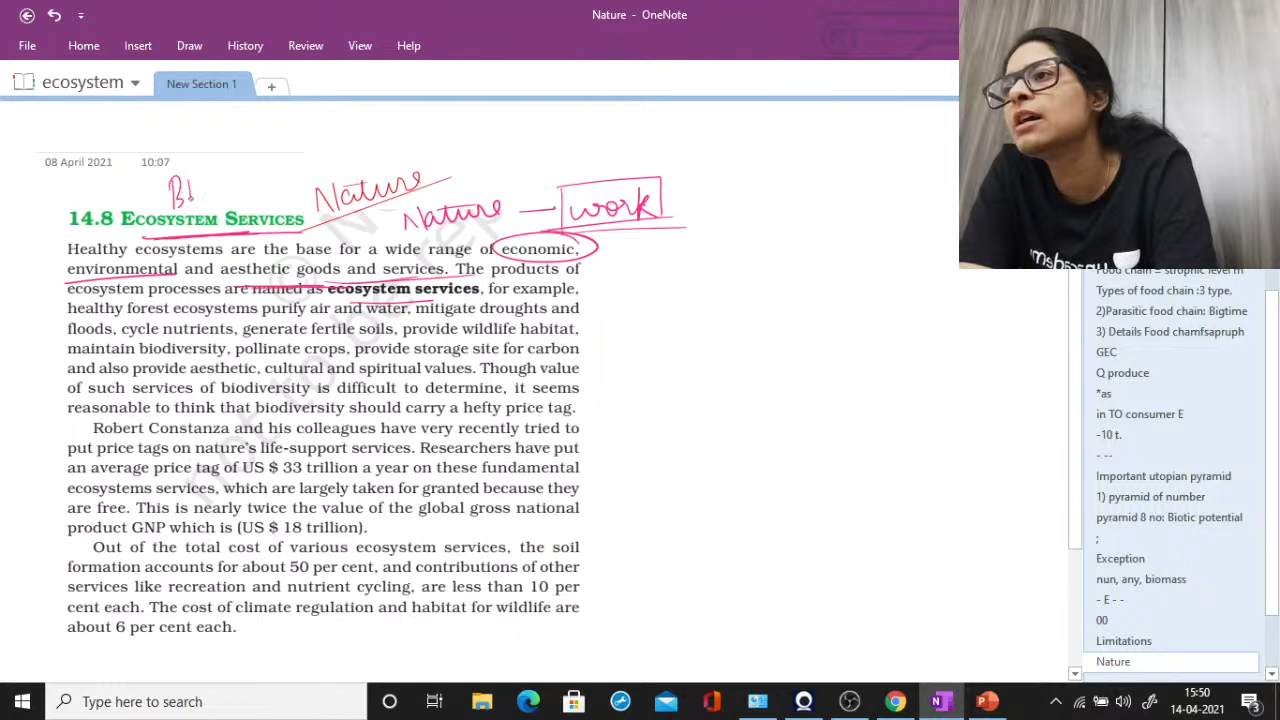 Nature - OneNote
File Home Insert Draw History Review View Help
ecosystem New Section 1 +
08 April 2021 10:07
Nature
Nature — work
14.8 ECOSYSTEM SERVICES
Healthy ecosystems are the base for a wide range of economic,
environmental and aesthetic goods and services. The products of
ecosystem processes are named as ecosystem services, for example,
healthy forest ecosystems purify air and water, mitigate droughts and
floods, cycle nutrients, generate fertile soils, provide wildlife habitat,
maintain biodiversity, pollinate crops, provide storage site for carbon
and also provide aesthetic, cultural and spiritual values. Though value
of such services of biodiversity is difficult to determine, it seems
reasonable to think that biodiversity should carry a hefty price tag.
Robert Constanza and his colleagues have very recently tried to
put price tags on nature's life-support services. Researchers have put
an average price tag of US $ 33 trillion a year on these fundamental
ecosystems services, which are largely taken for granted because they
are free. This is nearly twice the value of the global gross national
product GNP which is (US $ 18 trillion).
Out of the total cost of various ecosystem services, the soil
formation accounts for about 50 per cent, and contributions of other
services like recreation and nutrient cycling, are less than 10 per
cent each. The cost of climate regulation and habitat for wildlife are
about 6 per cent each.
not to be
Food chain = strophic level m
Types of food chain :3 type.
2)Parasitic food chain: Bigtime
3) Details Food chamfsapruph
GEC
Q produce
*as
in TO consumer E
-10 t.
- --
Important utopian pyramid
1) pyramid of number
pyramid 8 no: Biotic potential
;
Exception
nun, any, biomass
- E - -
00
Limitations
Nature
Type here to search
15:50
14-04-2021
3